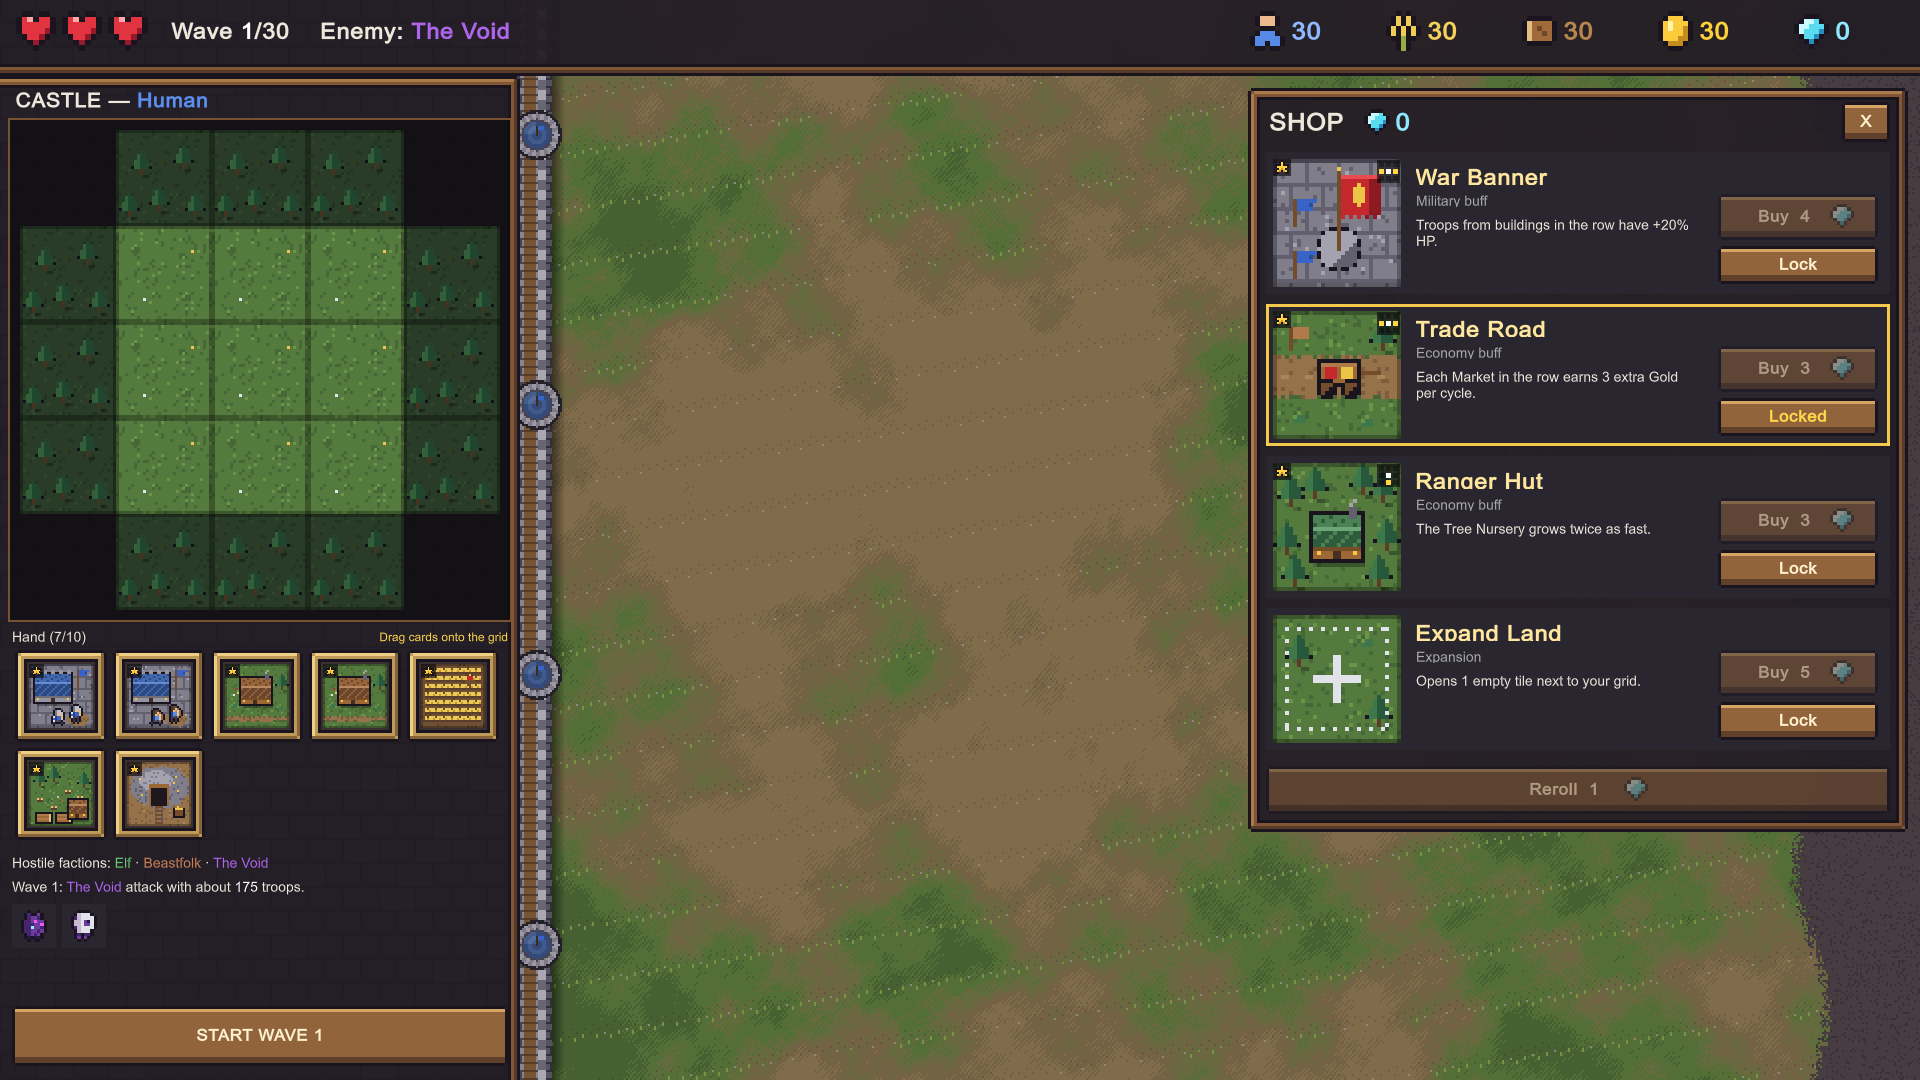 Wave 1/30
Enemy: The Void
30
30
30
30
0
CASTLE — Human
Hand (7/10)
Drag cards onto the grid
Hostile factions: Elf · Beastfolk · The Void
Wave 1: The Void attack with about 175 troops.
START WAVE 1
SHOP 0
X
War Banner
Military buff
Troops from buildings in the row have +20%
HP.
Buy 4
Lock
Trade Road
Economy buff
Each Market in the row earns 3 extra Gold
per cycle.
Buy 3
Locked
Ranger Hut
Economy buff
The Tree Nursery grows twice as fast.
Buy 3
Lock
Expand Land
Expansion
Opens 1 empty tile next to your grid.
Buy 5
Lock
Reroll 1